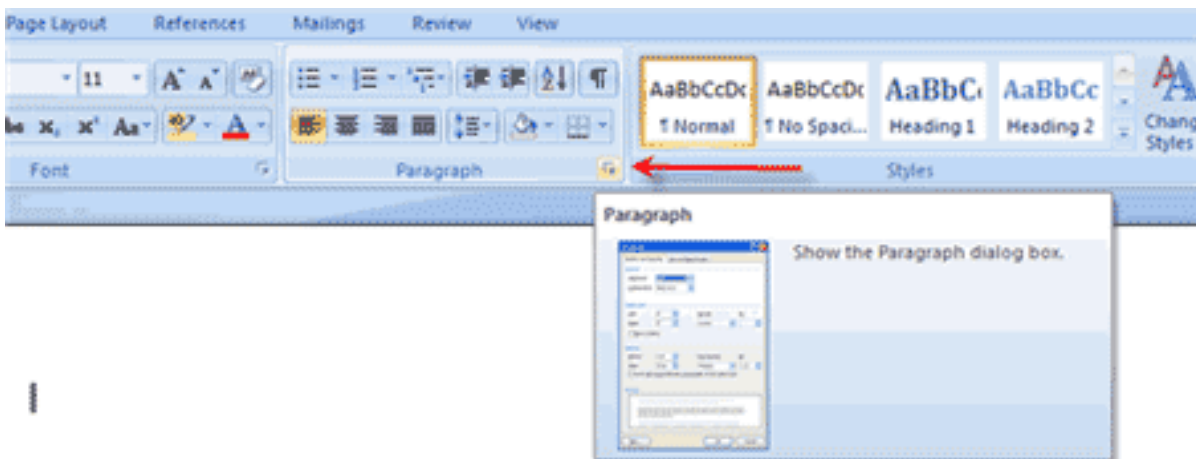 Page Layout References Mailings Review View
11 A A
AaBbCcDc AaBbCcDc AaBbC AaBbCc
¶ Normal ¶ No Spaci... Heading 1 Heading 2 Chang
Styles
x, x' Aa A
Font Paragraph Styles
Paragraph
Show the Paragraph dialog box.